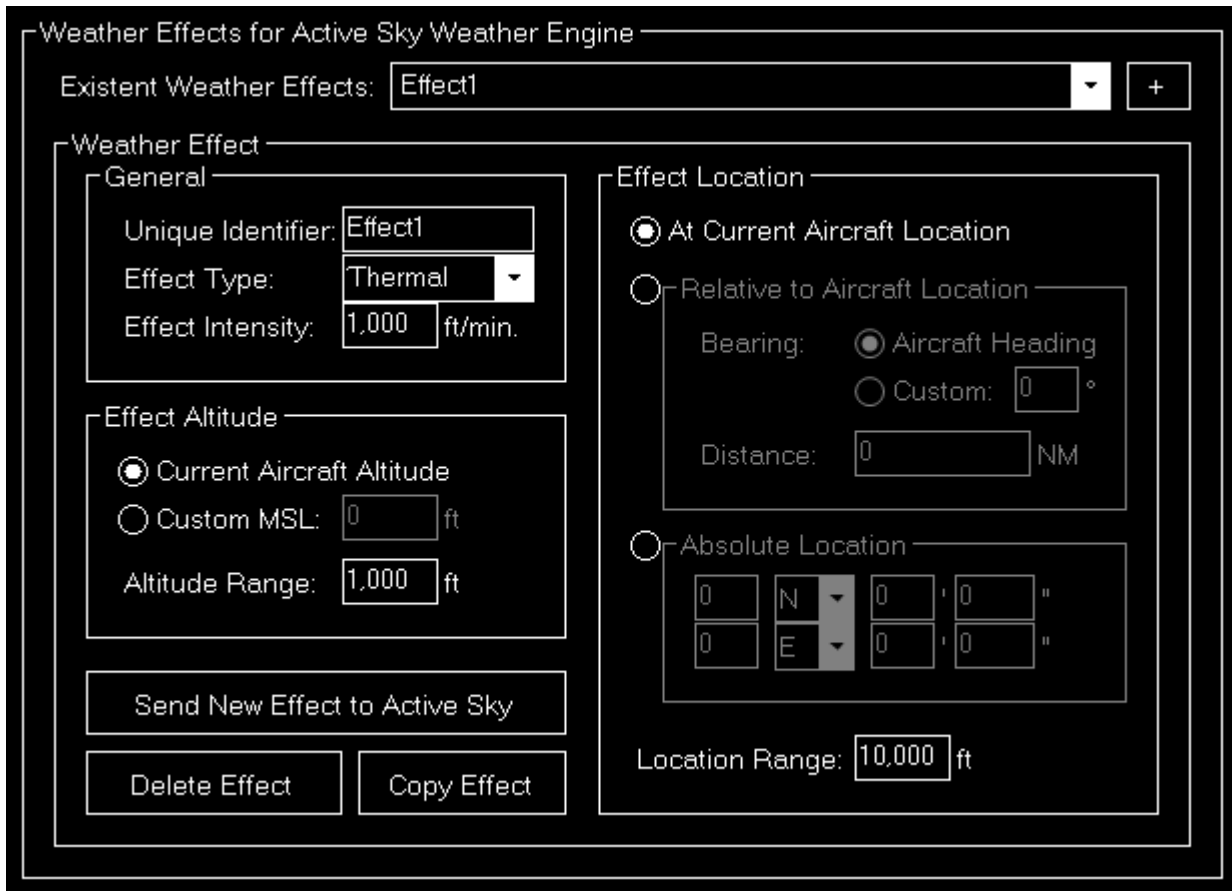 Weather Effects for Active Sky Weather Engine
Existent Weather Effects: Effect1 +
Weather Effect
General
Unique Identifier: Effect1
Effect Type: Thermal
Effect Intensity: 1,000 ft/min.
Effect Altitude
Current Aircraft Altitude
Custom MSL: 0 ft
Altitude Range: 1,000 ft
Send New Effect to Active Sky
Delete Effect Copy Effect
Effect Location
At Current Aircraft Location
Relative to Aircraft Location
Bearing: Aircraft Heading
Custom: 0 °
Distance: 0 NM
Absolute Location
0 N 0 ' 0 "
0 E 0 ' 0 "
Location Range: 10,000 ft